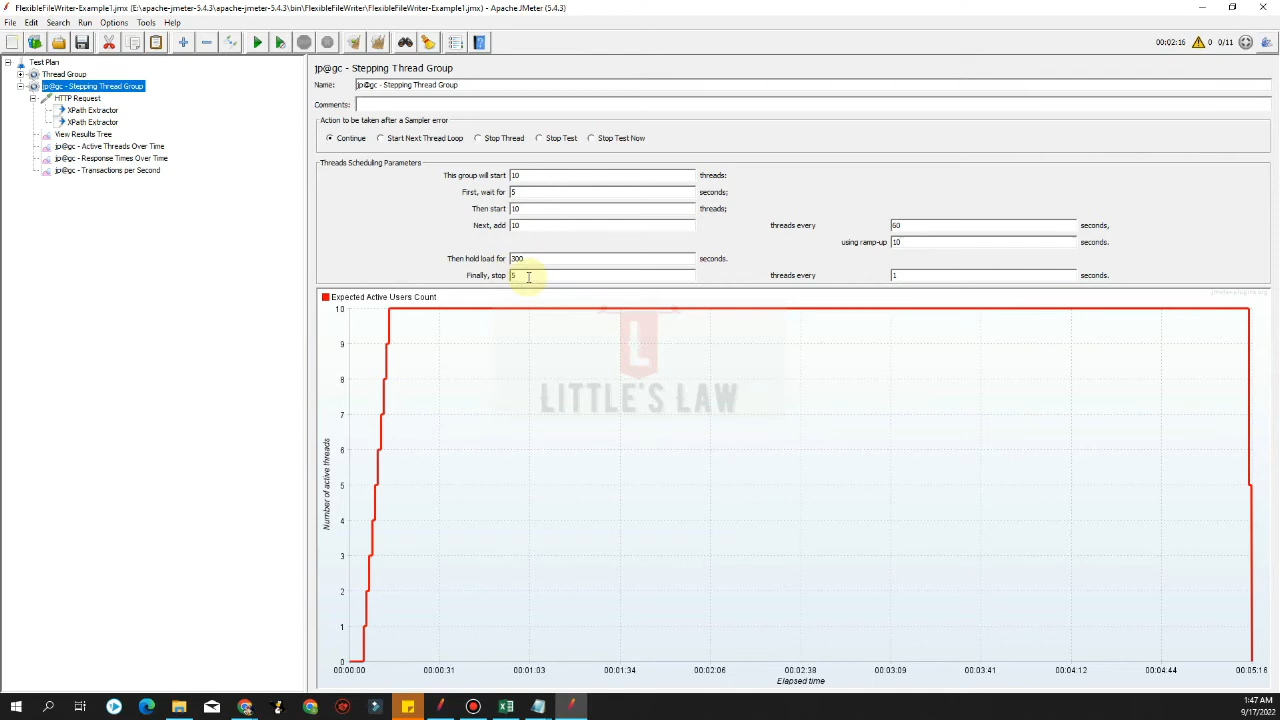 FlexibleFileWriter-Example1.jmx (E:\apache-jmeter-5.4.3\apache-jmeter-5.4.3\bin\FlexibleFileWriter\FlexibleFileWriter-Example1.jmx) - Apache JMeter (5.4.3)
File Edit Search Run Options Tools Help
00:02:16 0 0/11
Test Plan
Thread Group
jp@gc - Stepping Thread Group
HTTP Request
XPath Extractor
XPath Extractor
View Results Tree
jp@gc - Active Threads Over Time
jp@gc - Response Times Over Time
jp@gc - Transactions per Second
jp@gc - Stepping Thread Group
Name: jp@gc - Stepping Thread Group
Comments:
Action to be taken after a Sampler error
Continue Start Next Thread Loop Stop Thread Stop Test Stop Test Now
Threads Scheduling Parameters
This group will start 10 threads:
First, wait for 5 seconds;
Then start 10 threads;
Next, add 10 threads every 60 seconds,
using ramp-up 10 seconds.
Then hold load for 300 seconds.
Finally, stop 5 threads every 1 seconds.
jmeter-plugins.org
Expected Active Users Count
10
9
8
7
6
5
4
3
2
1
0
Number of active threads
L
LITTLE'S LAW
00:00:00 00:00:31 00:01:03 00:01:34 00:02:06 00:02:38 00:03:09 00:03:41 00:04:12 00:04:44 00:05:16
Elapsed time
1:47 AM
9/17/2022